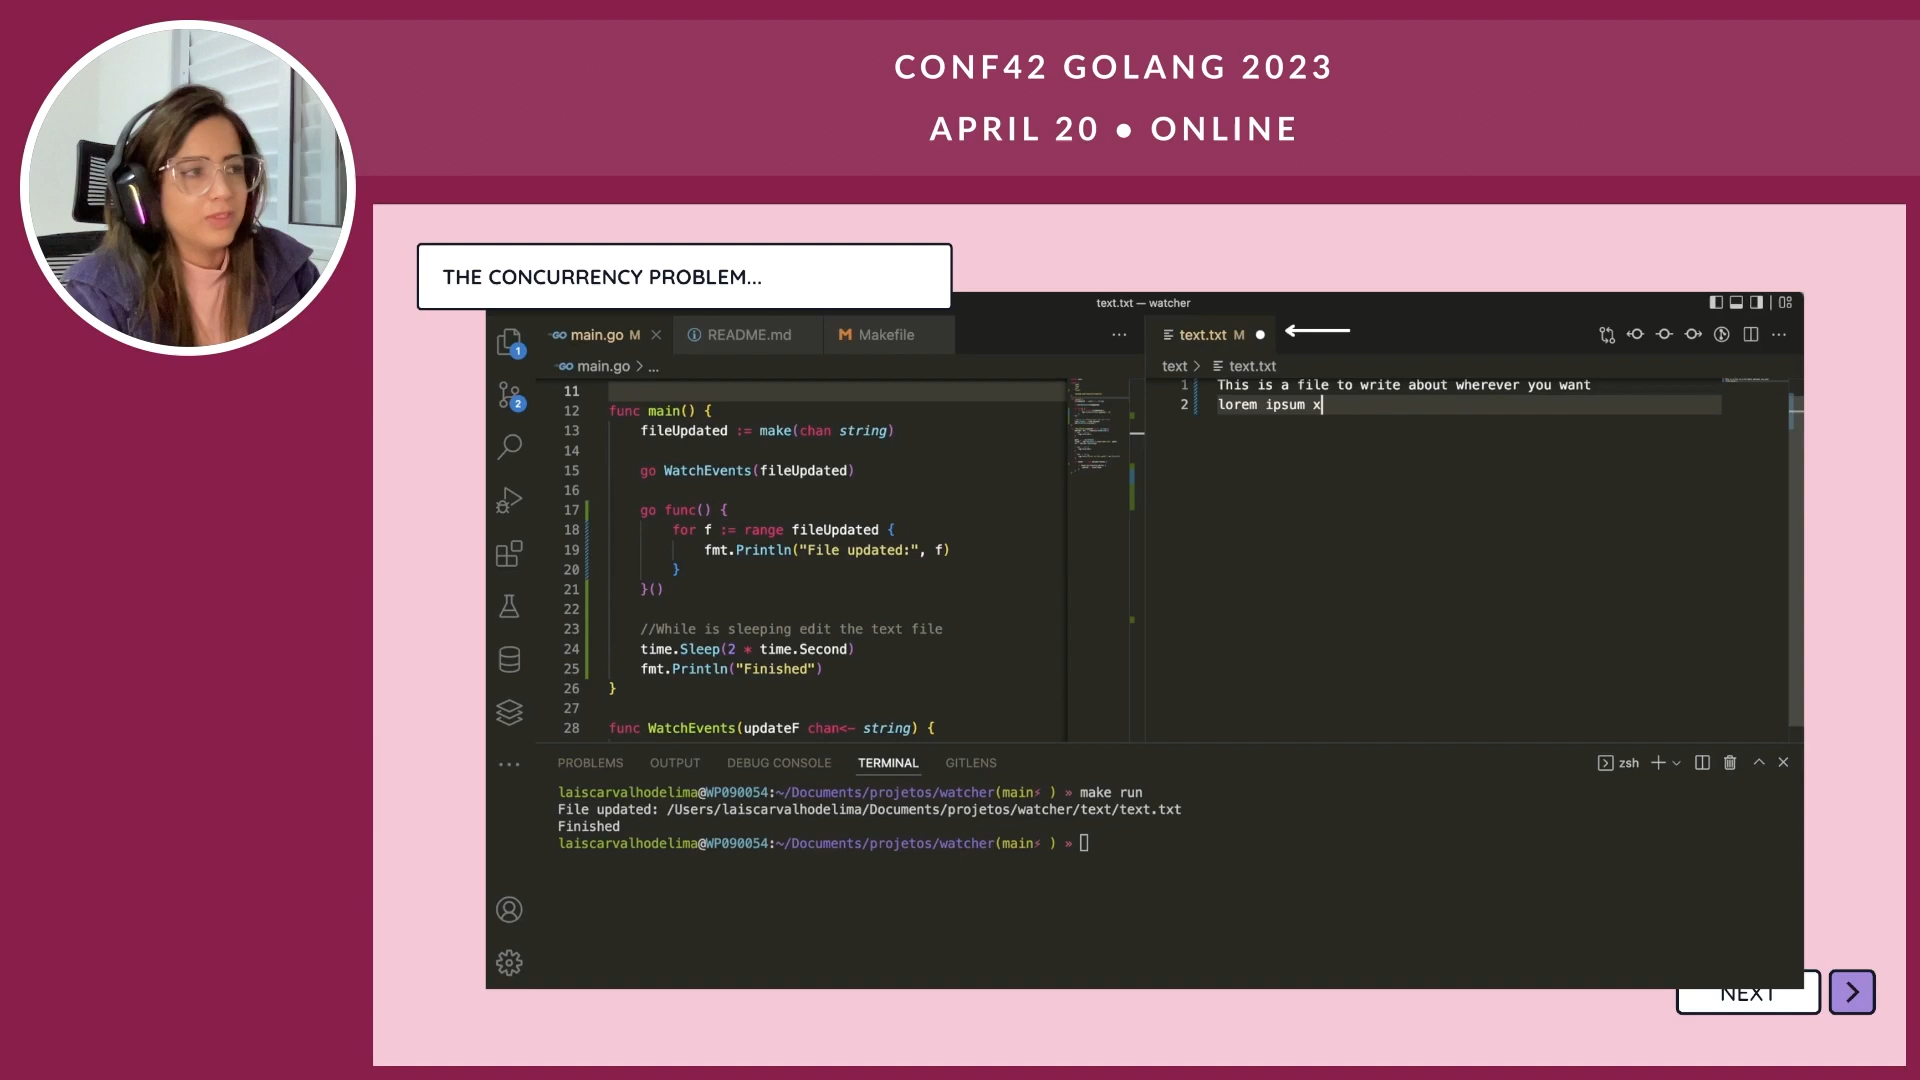 CONF42 GOLANG 2023
APRIL 20 • ONLINE
THE CONCURRENCY PROBLEM...
text.txt — watcher
main.go M
README.md
Makefile
text.txt M
main.go > ...
text > text.txt
11
12 func main() {
13 fileUpdated := make(chan string)
14
15 go WatchEvents(fileUpdated)
16
17 go func() {
18 for f := range fileUpdated {
19 fmt.Println("File updated:", f)
20 }
21 }()
22
23 //While is sleeping edit the text file
24 time.Sleep(2 * time.Second)
25 fmt.Println("Finished")
26 }
27
28 func WatchEvents(updateF chan<- string) {
1 This is a file to write about wherever you want
2 lorem ipsum x
1
2
PROBLEMS OUTPUT DEBUG CONSOLE TERMINAL GITLENS
zsh
laiscarvalhodelima@WP090054:~/Documents/projetos/watcher(main⚡ ) » make run
File updated: /Users/laiscarvalhodelima/Documents/projetos/watcher/text/text.txt
Finished
laiscarvalhodelima@WP090054:~/Documents/projetos/watcher(main⚡ ) »
NEXT